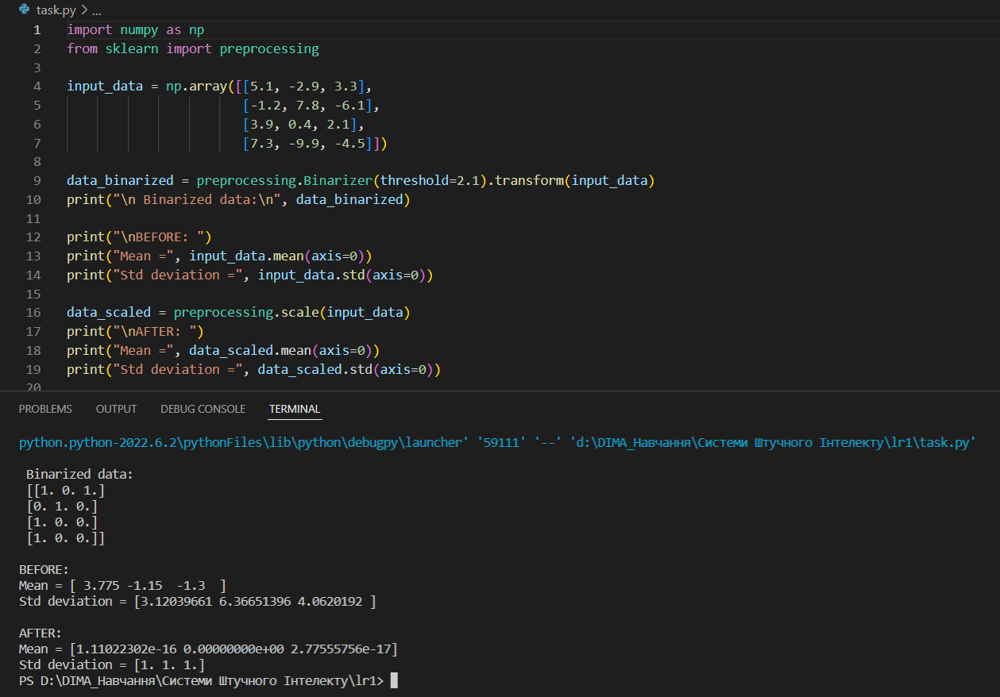 task.py > ...
1 import numpy as np
2 from sklearn import preprocessing
3
4 input_data = np.array([[5.1, -2.9, 3.3],
5                        [-1.2, 7.8, -6.1],
6                        [3.9, 0.4, 2.1],
7                        [7.3, -9.9, -4.5]])
8
9 data_binarized = preprocessing.Binarizer(threshold=2.1).transform(input_data)
10 print("\n Binarized data:\n", data_binarized)
11
12 print("\nBEFORE: ")
13 print("Mean =", input_data.mean(axis=0))
14 print("Std deviation =", input_data.std(axis=0))
15
16 data_scaled = preprocessing.scale(input_data)
17 print("\nAFTER: ")
18 print("Mean =", data_scaled.mean(axis=0))
19 print("Std deviation =", data_scaled.std(axis=0))
20
PROBLEMS OUTPUT DEBUG CONSOLE TERMINAL
python.python-2022.6.2\pythonFiles\lib\python\debugpy\launcher' '59111' '--' 'd:\DIMA_Навчання\Системи Штучного Інтелекту\lr1\task.py'
Binarized data:
[[1. 0. 1.]
[0. 1. 0.]
[1. 0. 0.]
[1. 0. 0.]]
BEFORE:
Mean = [ 3.775 -1.15  -1.3  ]
Std deviation = [3.12039661 6.36651396 4.0620192 ]
AFTER:
Mean = [1.11022302e-16 0.00000000e+00 2.77555756e-17]
Std deviation = [1. 1. 1.]
PS D:\DIMA_Навчання\Системи Штучного Інтелекту\lr1>